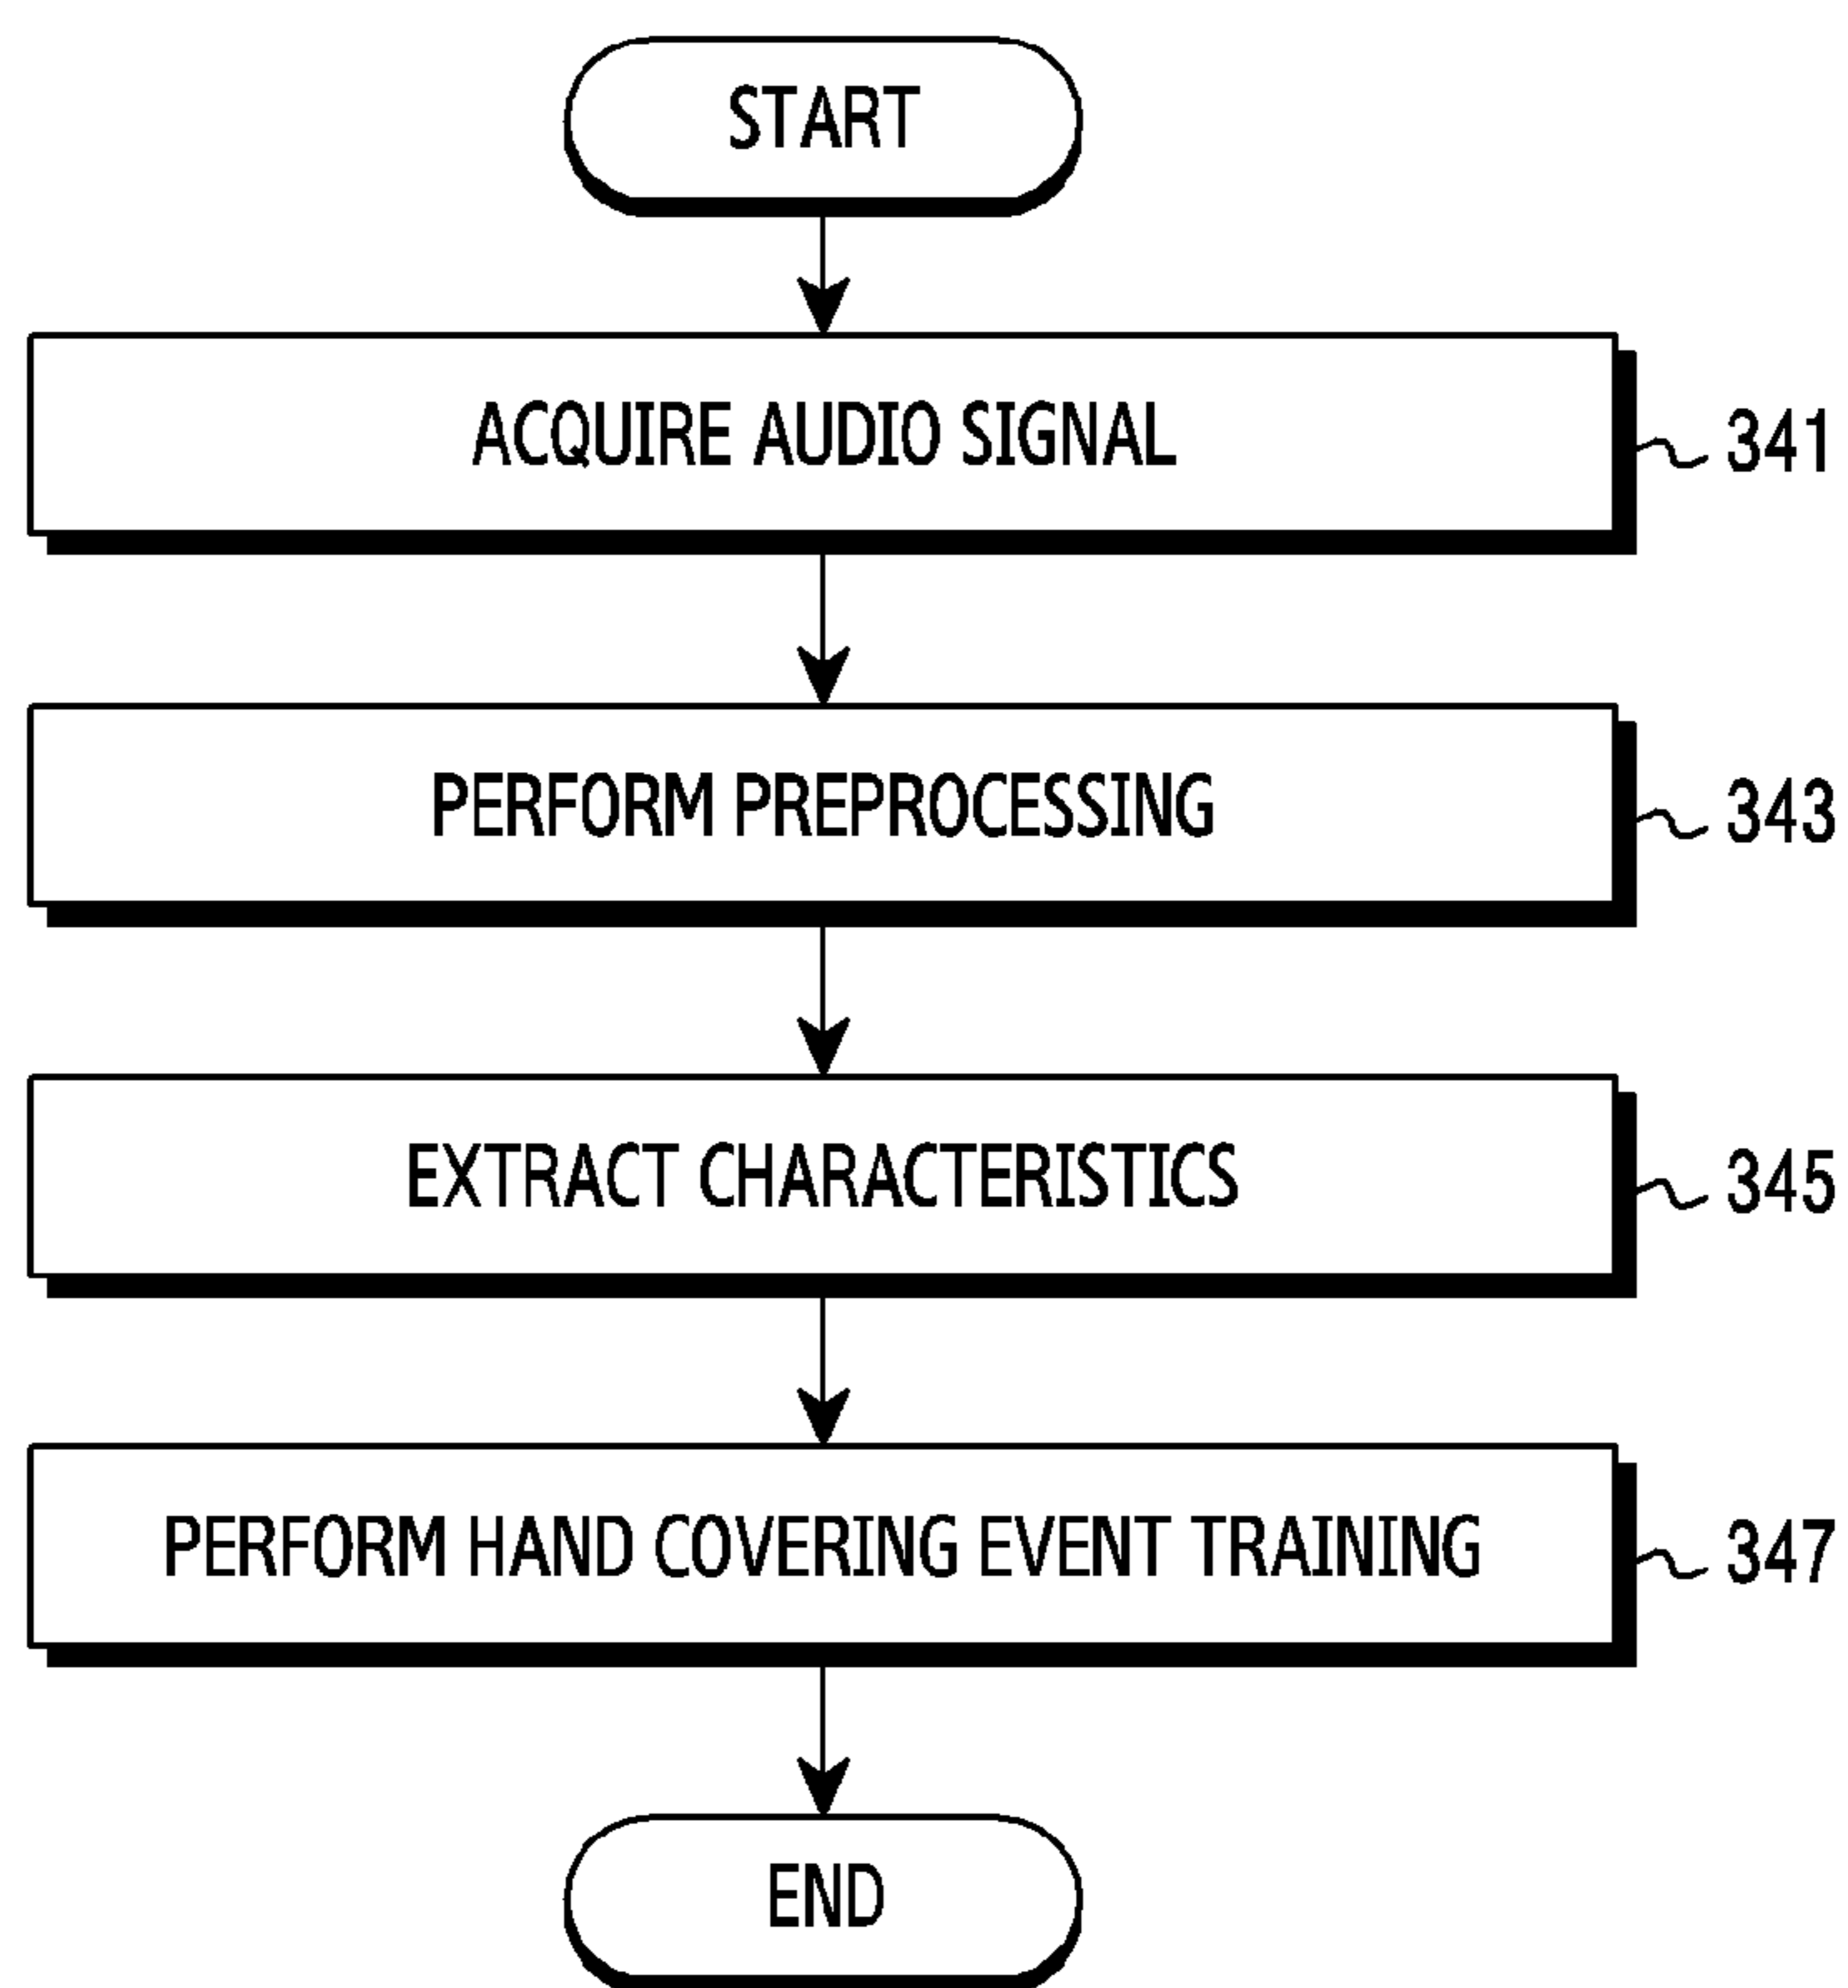 START
ACQUIRE AUDIO SIGNAL
341
PERFORM PREPROCESSING
343
EXTRACT CHARACTERISTICS
345
PERFORM HAND COVERING EVENT TRAINING
347
END